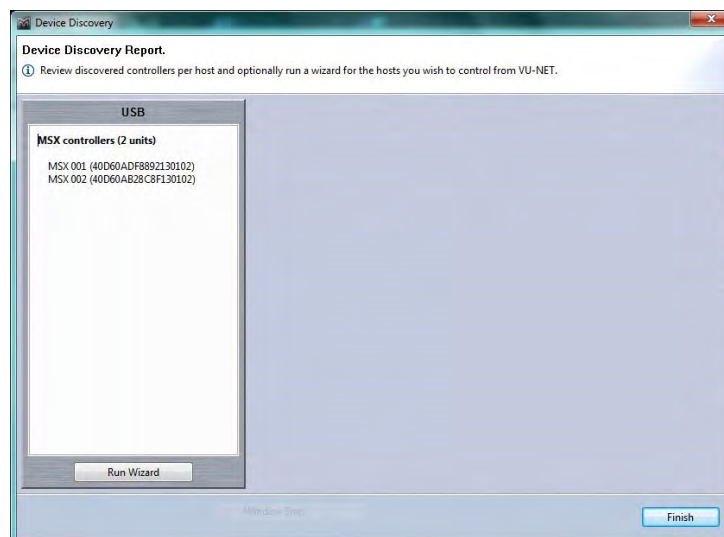 Device Discovery
Device Discovery Report.
Review discovered controllers per host and optionally run a wizard for the hosts you wish to control from VU-NET.
USB
MSX controllers (2 units)
MSX 001 (40D60ADF8892130102)
MSX 002 (40D60AB28C8F130102)
Run Wizard
Finish